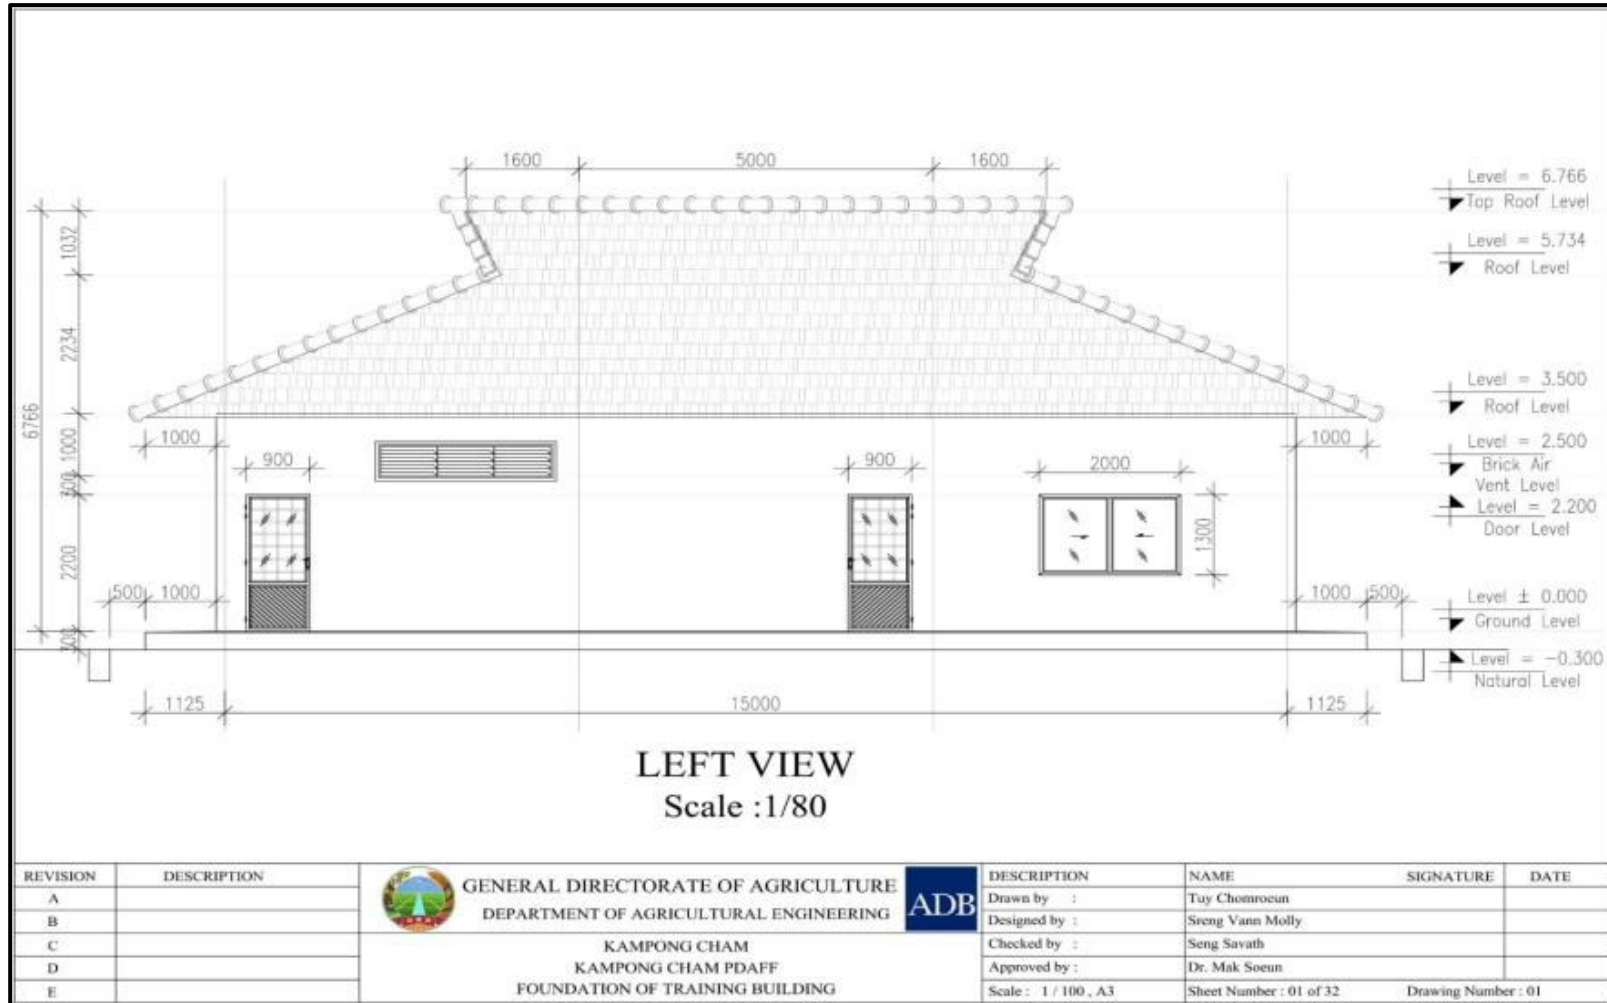 1600 5000 1600
Level = 6.766
Top Roof Level
1032
Level = 5.734
Roof Level
2234
6766
Level = 3.500
Roof Level
1000 1000 1000
Level = 2.500
Brick Air
Vent Level
900 900 2000
300
Level = 2.200
Door Level
1300
2200
500 1000 1000 500
Level ± 0.000
Ground Level
300
Level = -0.300
Natural Level
1125 15000 1125
LEFT VIEW
Scale :1/80
REVISION DESCRIPTION
A
B
C
D
E
GENERAL DIRECTORATE OF AGRICULTURE
DEPARTMENT OF AGRICULTURAL ENGINEERING
ADB
KAMPONG CHAM
KAMPONG CHAM PDAFF
FOUNDATION OF TRAINING BUILDING
DESCRIPTION NAME SIGNATURE DATE
Drawn by : Tuy Chomroeun
Designed by : Sreng Vann Molly
Checked by : Seng Savath
Approved by : Dr. Mak Soeun
Scale : 1 / 100 , A3 Sheet Number : 01 of 32 Drawing Number : 01